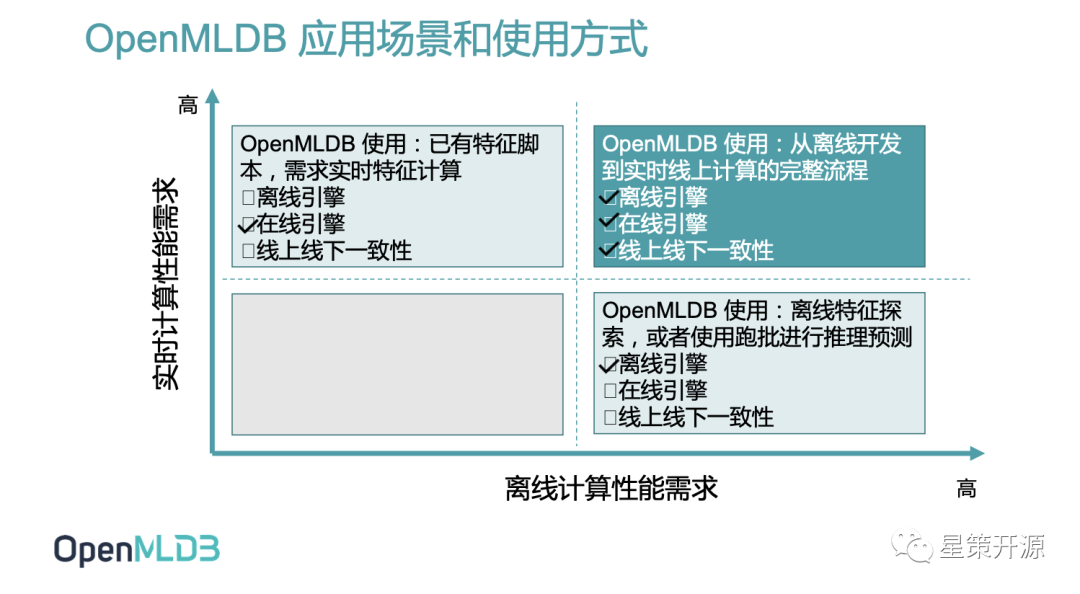 OpenMLDB 应用场景和使用方式
高
实时计算性能需求
OpenMLDB 使用：已有特征脚
本，需求实时特征计算
离线引擎
在线引擎
线上线下一致性
OpenMLDB 使用：从离线开发
到实时线上计算的完整流程
离线引擎
在线引擎
线上线下一致性
OpenMLDB 使用：离线特征探
索，或者使用跑批进行推理预测
离线引擎
在线引擎
线上线下一致性
离线计算性能需求
高
OpenMLDB
星策开源